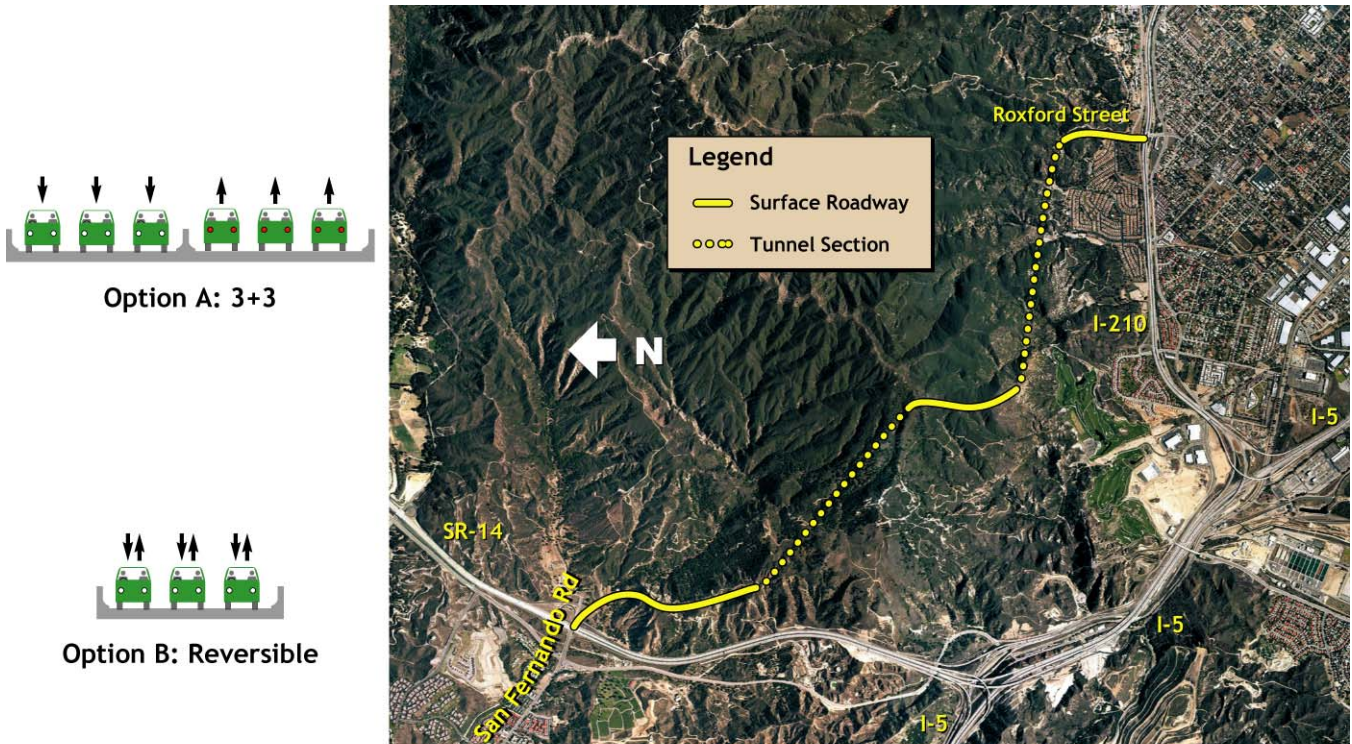 Option A: 3+3
Option B: Reversible
Roxford Street
Legend
Surface Roadway
Tunnel Section
N
I-210
I-5
SR-14
San Fernando Rd
I-5
I-5